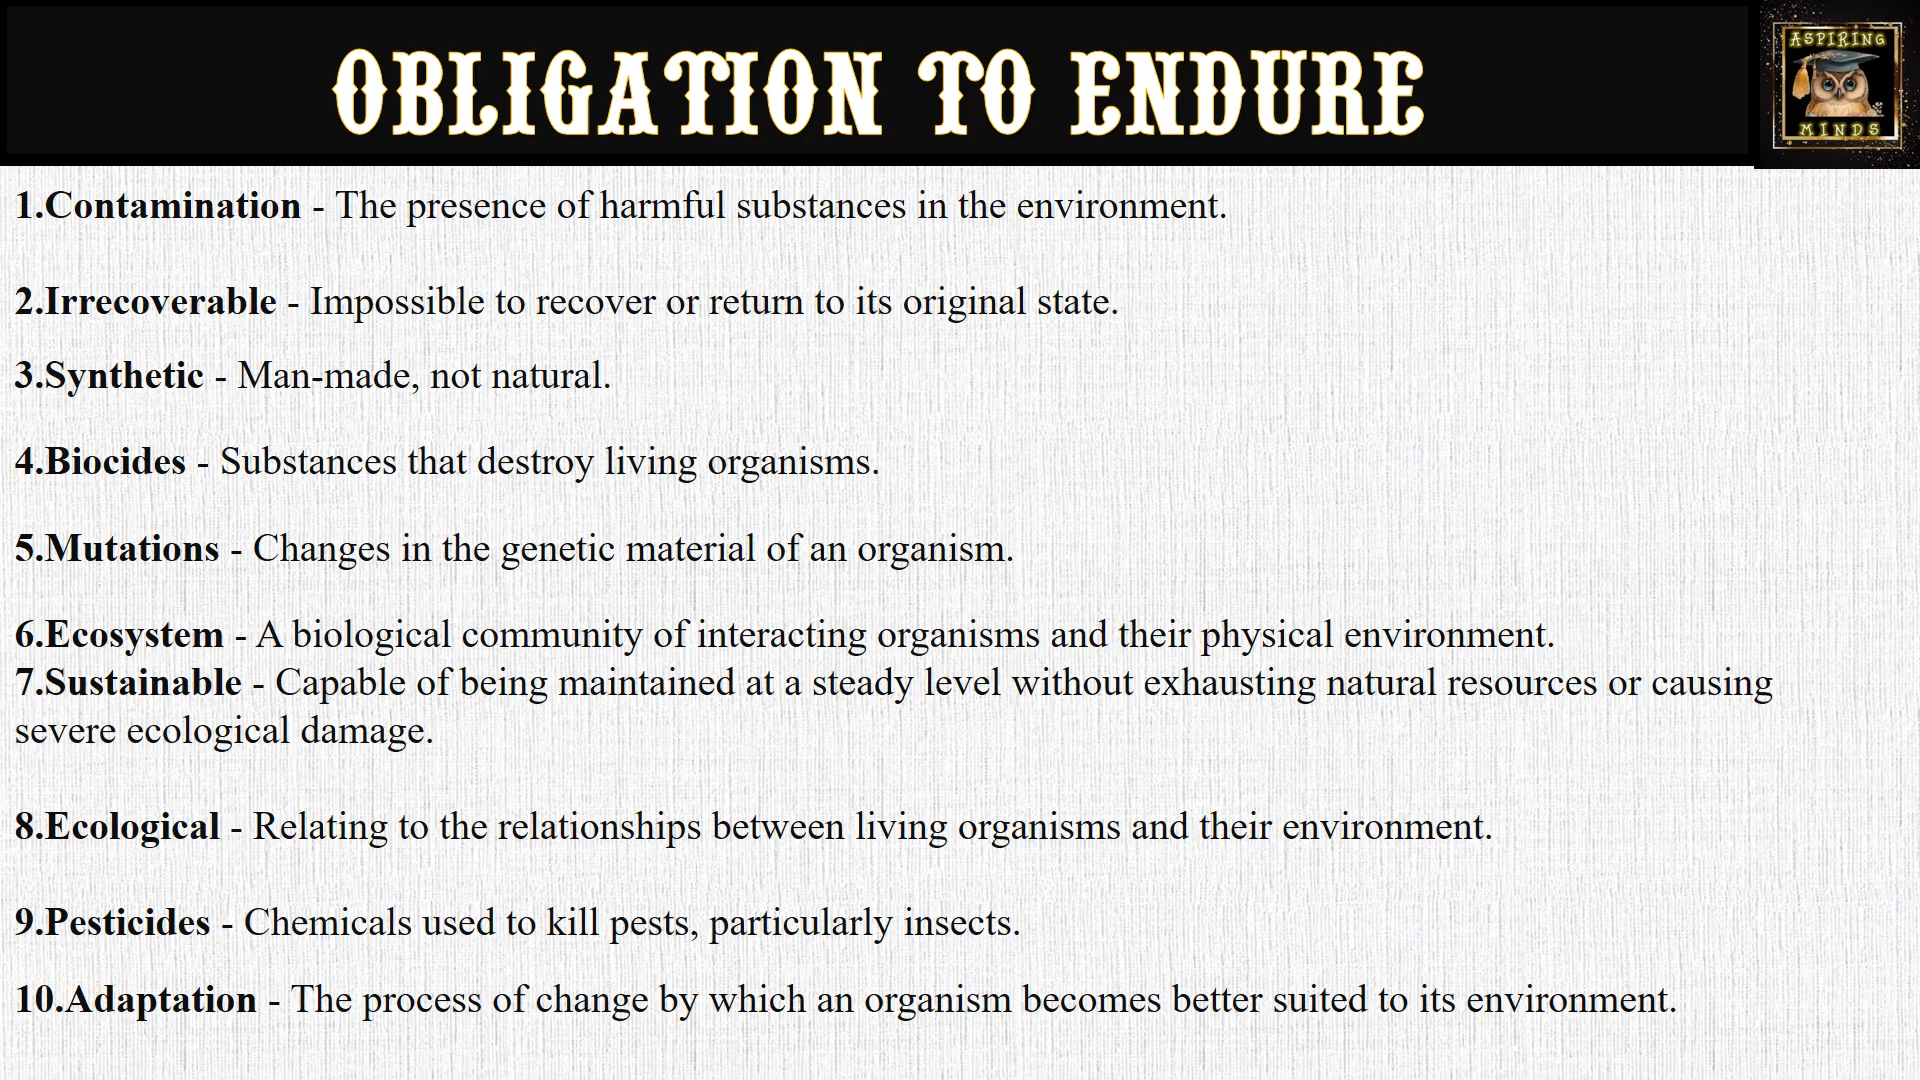 OBLIGATION TO ENDURE
ASPIRING
MINDS
1.Contamination - The presence of harmful substances in the environment.
2.Irrecoverable - Impossible to recover or return to its original state.
3.Synthetic - Man-made, not natural.
4.Biocides - Substances that destroy living organisms.
5.Mutations - Changes in the genetic material of an organism.
6.Ecosystem - A biological community of interacting organisms and their physical environment.
7.Sustainable - Capable of being maintained at a steady level without exhausting natural resources or causing
severe ecological damage.
8.Ecological - Relating to the relationships between living organisms and their environment.
9.Pesticides - Chemicals used to kill pests, particularly insects.
10.Adaptation - The process of change by which an organism becomes better suited to its environment.